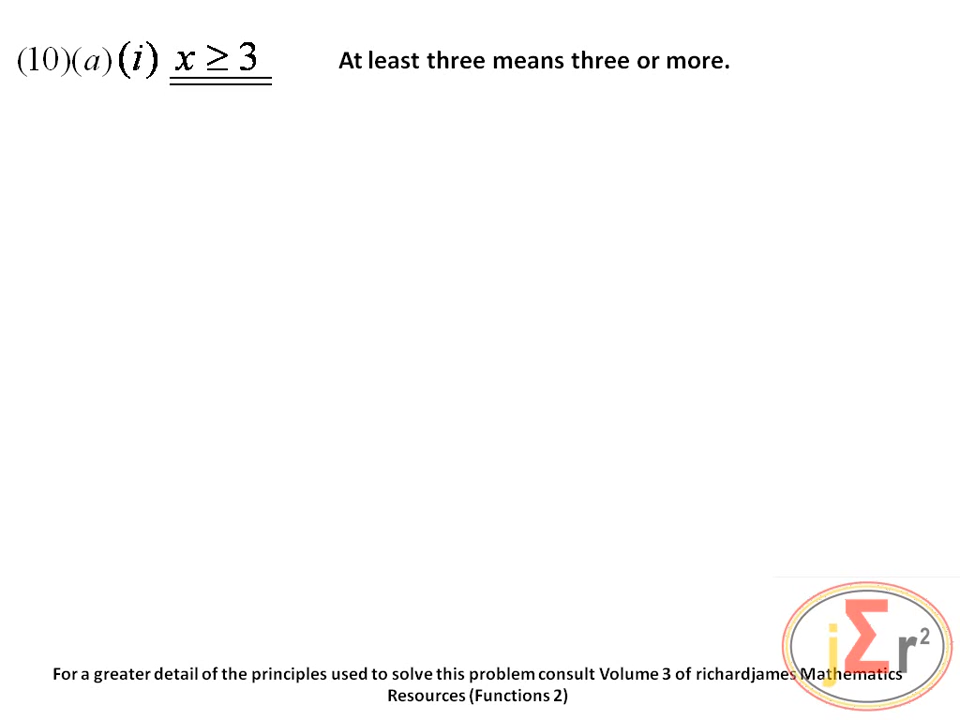 (10)(a) (i) x ≥ 3 At least three means three or more.
jΣr²
For a greater detail of the principles used to solve this problem consult Volume 3 of richardjames Mathematics
Resources (Functions 2)